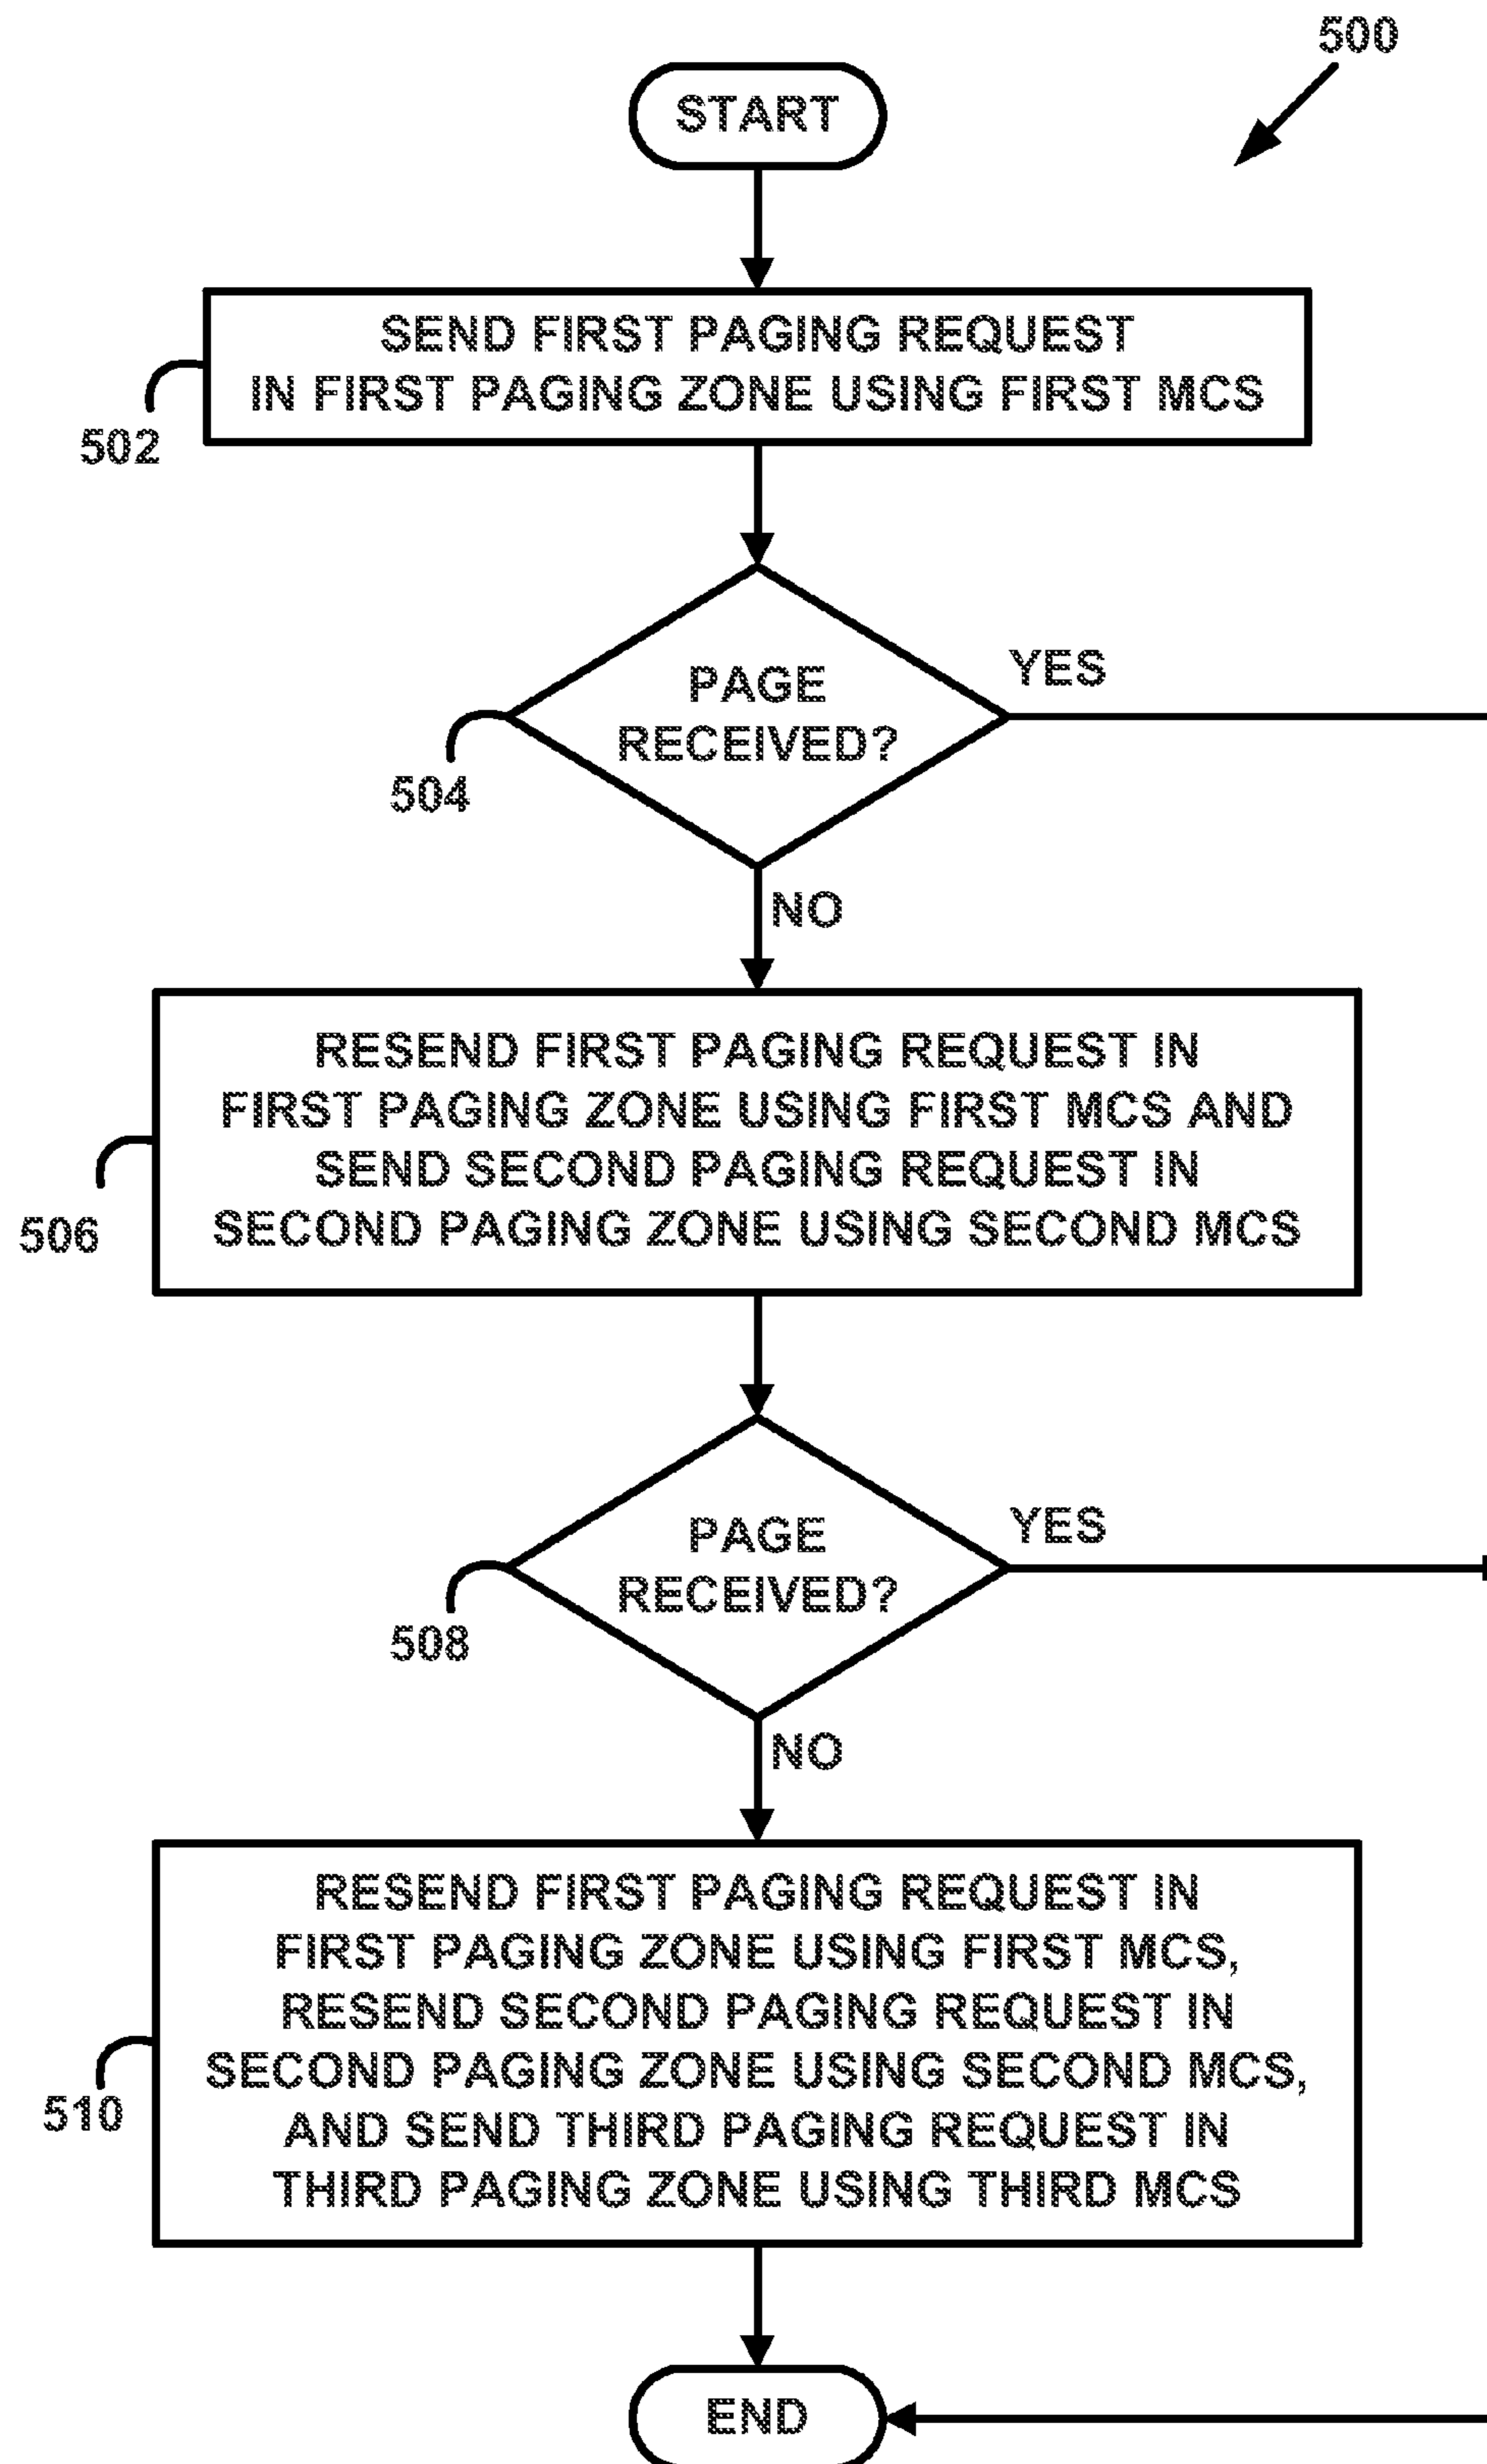 500
START
SEND FIRST PAGING REQUEST
IN FIRST PAGING ZONE USING FIRST MCS
502
PAGE
RECEIVED?
YES
504
NO
RESEND FIRST PAGING REQUEST IN
FIRST PAGING ZONE USING FIRST MCS AND
SEND SECOND PAGING REQUEST IN
SECOND PAGING ZONE USING SECOND MCS
506
PAGE
RECEIVED?
YES
508
NO
RESEND FIRST PAGING REQUEST IN
FIRST PAGING ZONE USING FIRST MCS,
RESEND SECOND PAGING REQUEST IN
SECOND PAGING ZONE USING SECOND MCS,
AND SEND THIRD PAGING REQUEST IN
THIRD PAGING ZONE USING THIRD MCS
510
END